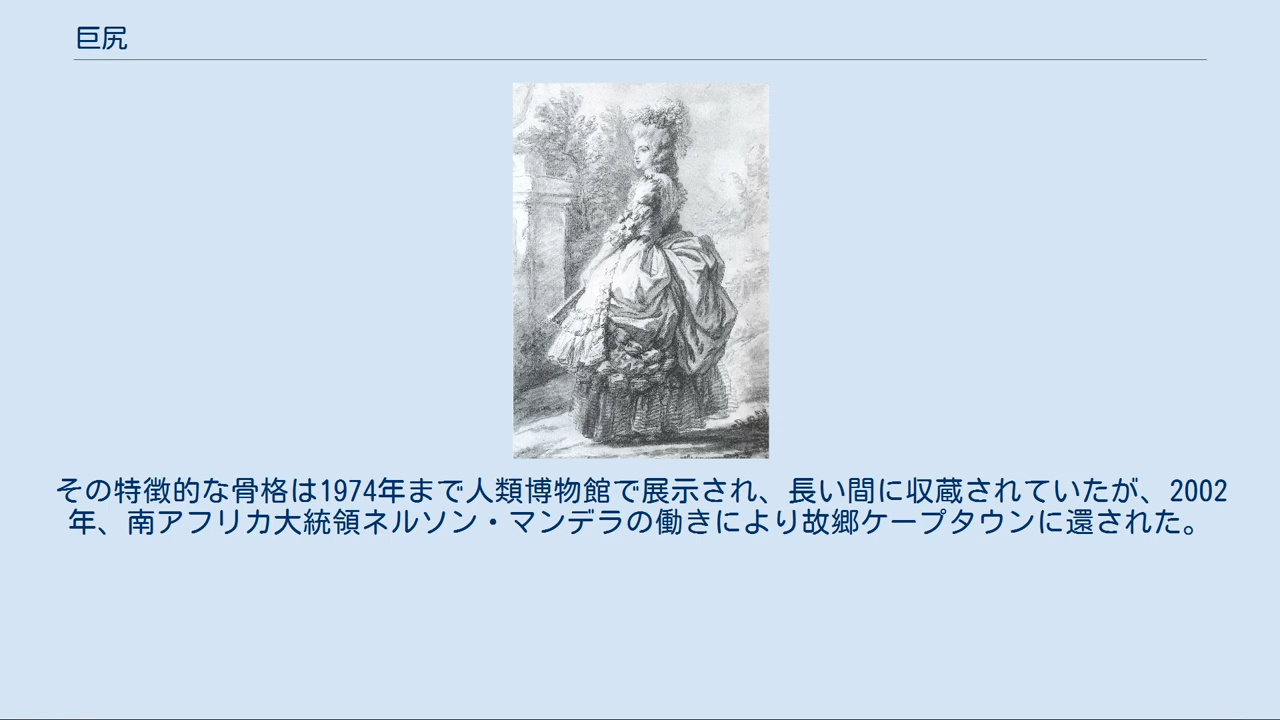 巨尻
その特徴的な骨格は1974年まで人類博物館で展示され、長い間に収蔵されていたが、2002
年、南アフリカ大統領ネルソン・マンデラの働きにより故郷ケープタウンに還された。